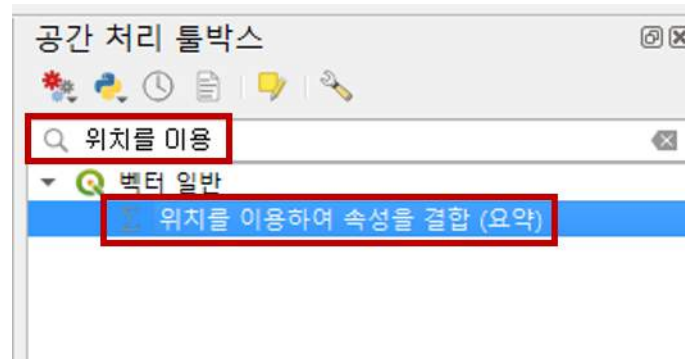 공간 처리 툴박스
위치를 이용
벡터 일반
위치를 이용하여 속성을 결합 (요약)